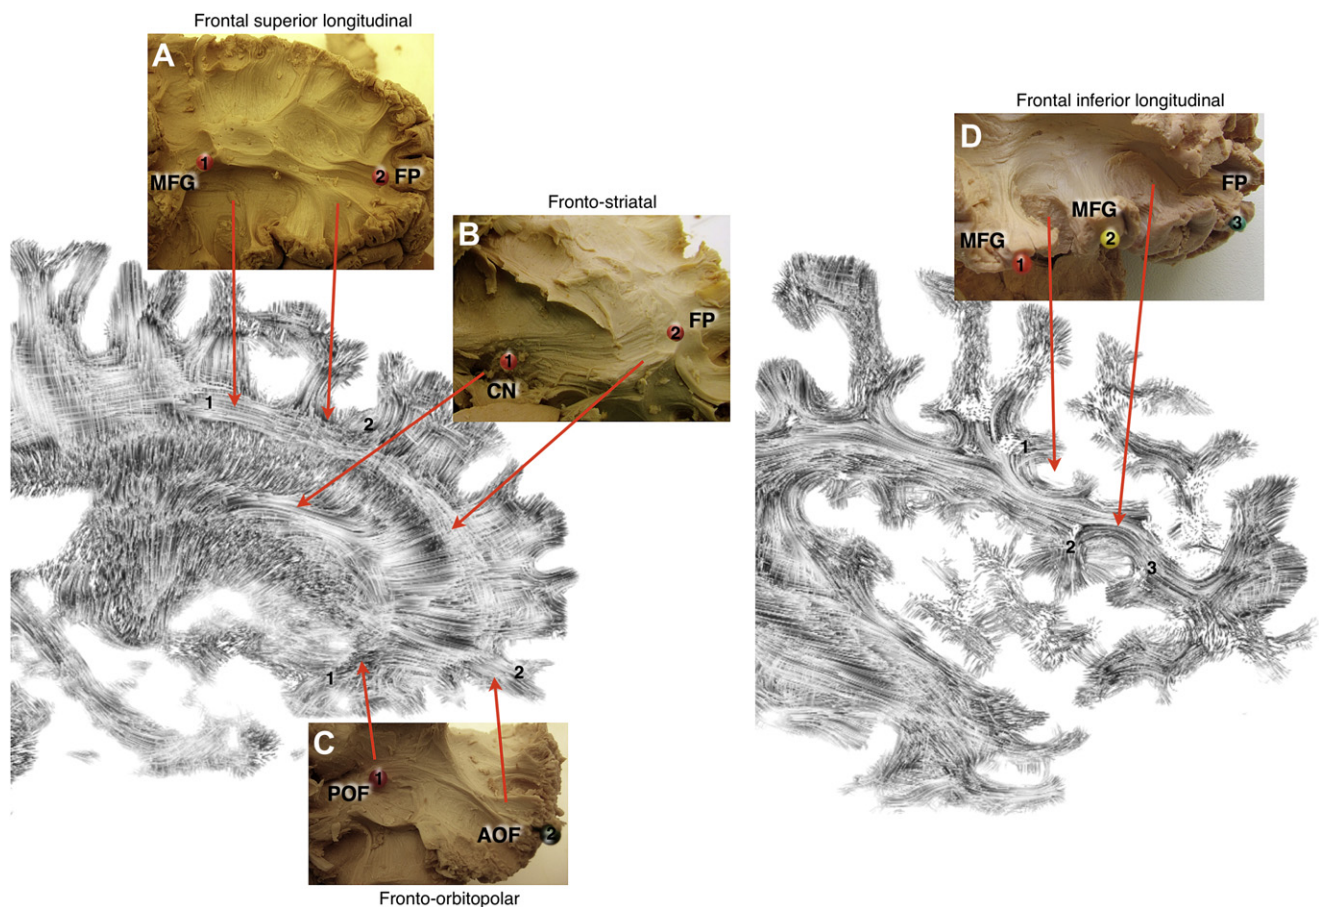 Frontal superior longitudinal
A
1
MFG
2 FP
Fronto-striatal
B
2 FP
1
CN
Frontal inferior longitudinal
D
FP
MFG
3
MFG
2
1
1
2
1
2
1
2
3
C
1
POF
AOF 2
Fronto-orbitopolar